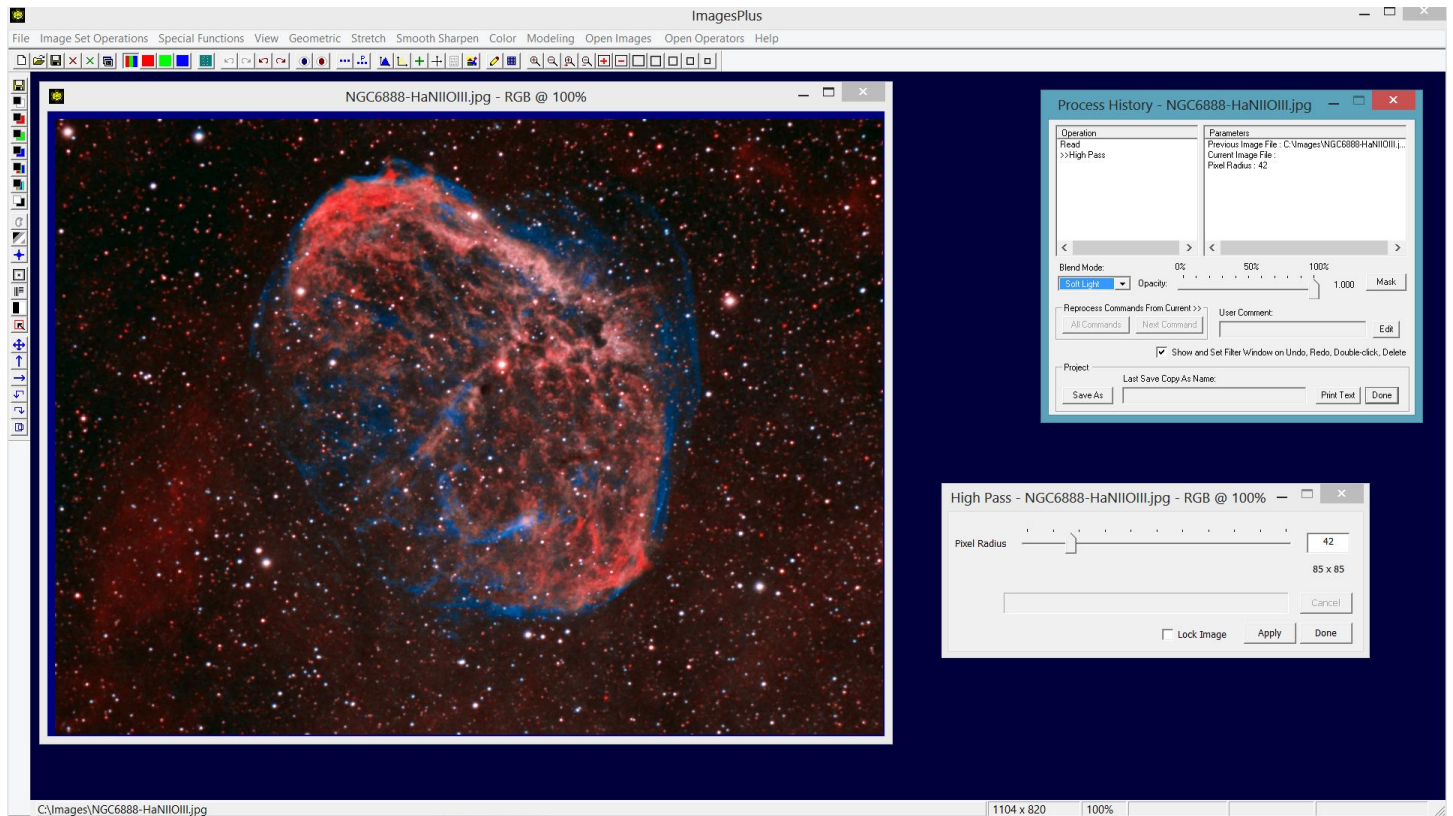 ImagesPlus
File Image Set Operations Special Functions View Geometric Stretch Smooth Sharpen Color Modeling Open Images Open Operators Help
NGC6888-HaNIIOIII.jpg - RGB @ 100%
Process History - NGC6888-HaNIIOIII.jpg
Operation
Read
>>High Pass
Parameters
Previous Image File : C:\Images\NGC6888-HaNIIOIII.j...
Current Image File :
Pixel Radius : 42
Blend Mode:
Soft Light
Opacity:
0% 50% 100%
1.000
Mask
Reprocess Commands From Current >>
All Commands Next Command
User Comment:
Edit
Show and Set Filter Window on Undo, Redo, Double-click, Delete
Project
Last Save Copy As Name:
Save As
Print Text Done
High Pass - NGC6888-HaNIIOIII.jpg - RGB @ 100%
Pixel Radius
42
85 x 85
Cancel
Lock Image Apply Done
C:\Images\NGC6888-HaNIIOIII.jpg 1104 x 820 100%